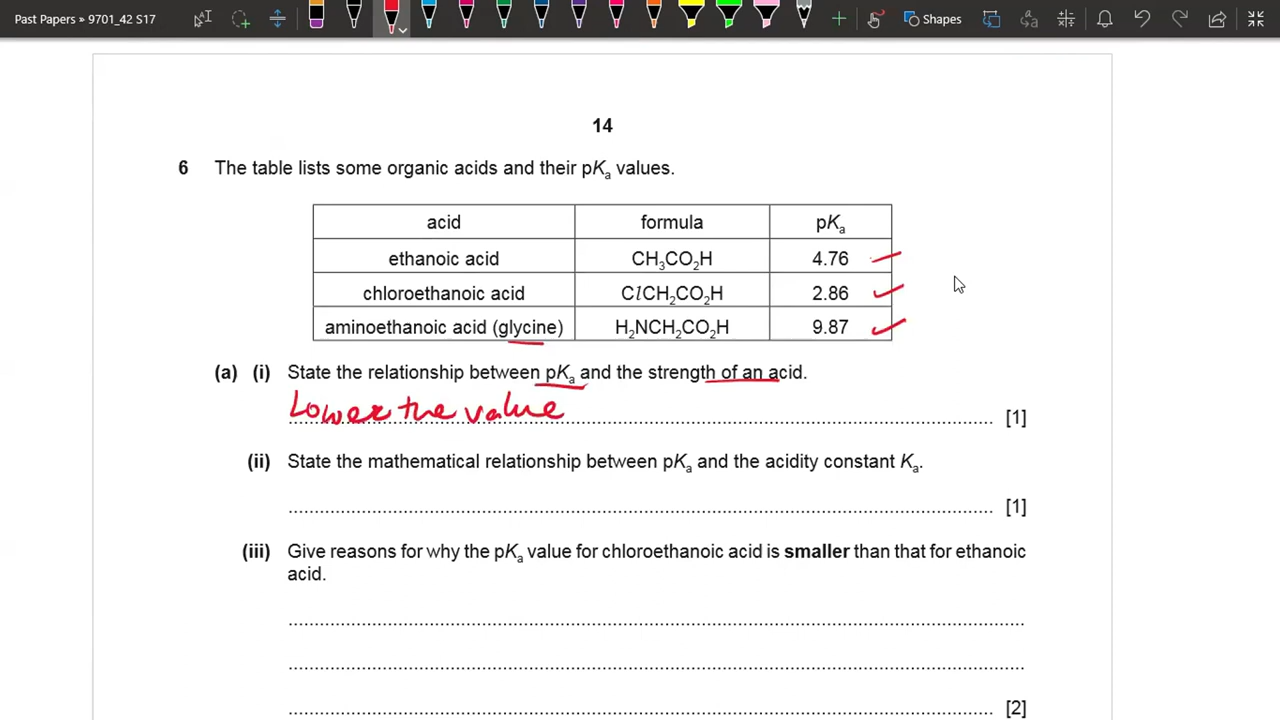 Past Papers » 9701_42 S17
Shapes
14
6 The table lists some organic acids and their pKa values.
acid formula pKa
ethanoic acid CH3CO2H 4.76
chloroethanoic acid ClCH2CO2H 2.86
aminoethanoic acid (glycine) H2NCH2CO2H 9.87
(a) (i) State the relationship between pKa and the strength of an acid.
Lower the value
[1]
(ii) State the mathematical relationship between pKa and the acidity constant Ka.
[1]
(iii) Give reasons for why the pKa value for chloroethanoic acid is smaller than that for ethanoic
acid.
[2]